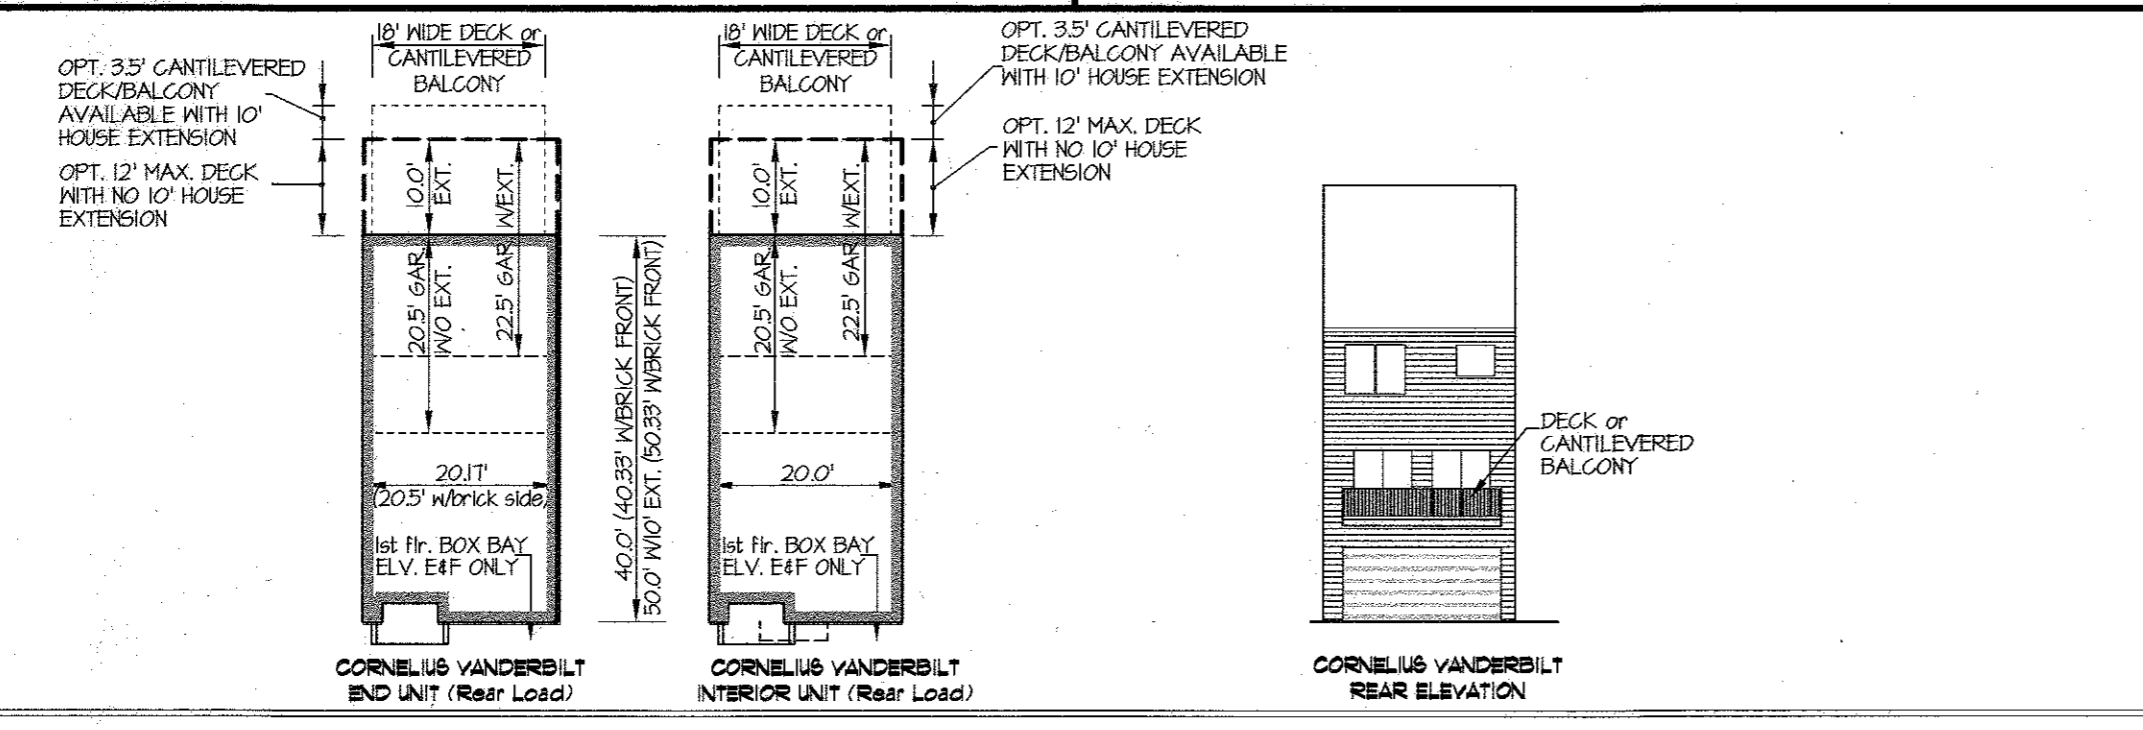 OPT. 3.5' CANTILEVERED
DECK/BALCONY
AVAILABLE WITH 10'
HOUSE EXTENSION
OPT. 12' MAX. DECK
WITH NO 10' HOUSE
EXTENSION
18' WIDE DECK or
CANTILEVERED
BALCONY
10.0'
EXT.
22.5' GAR. W/EXT.
20.5' GAR.
W/O EXT.
20.17'
(20.5' w/brick side)
1st flr. BOX BAY
ELV. E&F ONLY
CORNELIUS VANDERBILT
END UNIT (Rear Load)
40.0' (40.33' W/BRICK FRONT)
50.0' W/10' EXT. (50.33' W/BRICK FRONT)
18' WIDE DECK or
CANTILEVERED
BALCONY
10.0'
EXT.
22.5' GAR. W/EXT.
20.5' GAR.
W/O EXT.
20.0'
1st flr. BOX BAY
ELV. E&F ONLY
CORNELIUS VANDERBILT
INTERIOR UNIT (Rear Load)
OPT. 3.5' CANTILEVERED
DECK/BALCONY AVAILABLE
WITH 10' HOUSE EXTENSION
OPT. 12' MAX. DECK
WITH NO 10' HOUSE
EXTENSION
DECK or
CANTILEVERED
BALCONY
CORNELIUS VANDERBILT
REAR ELEVATION